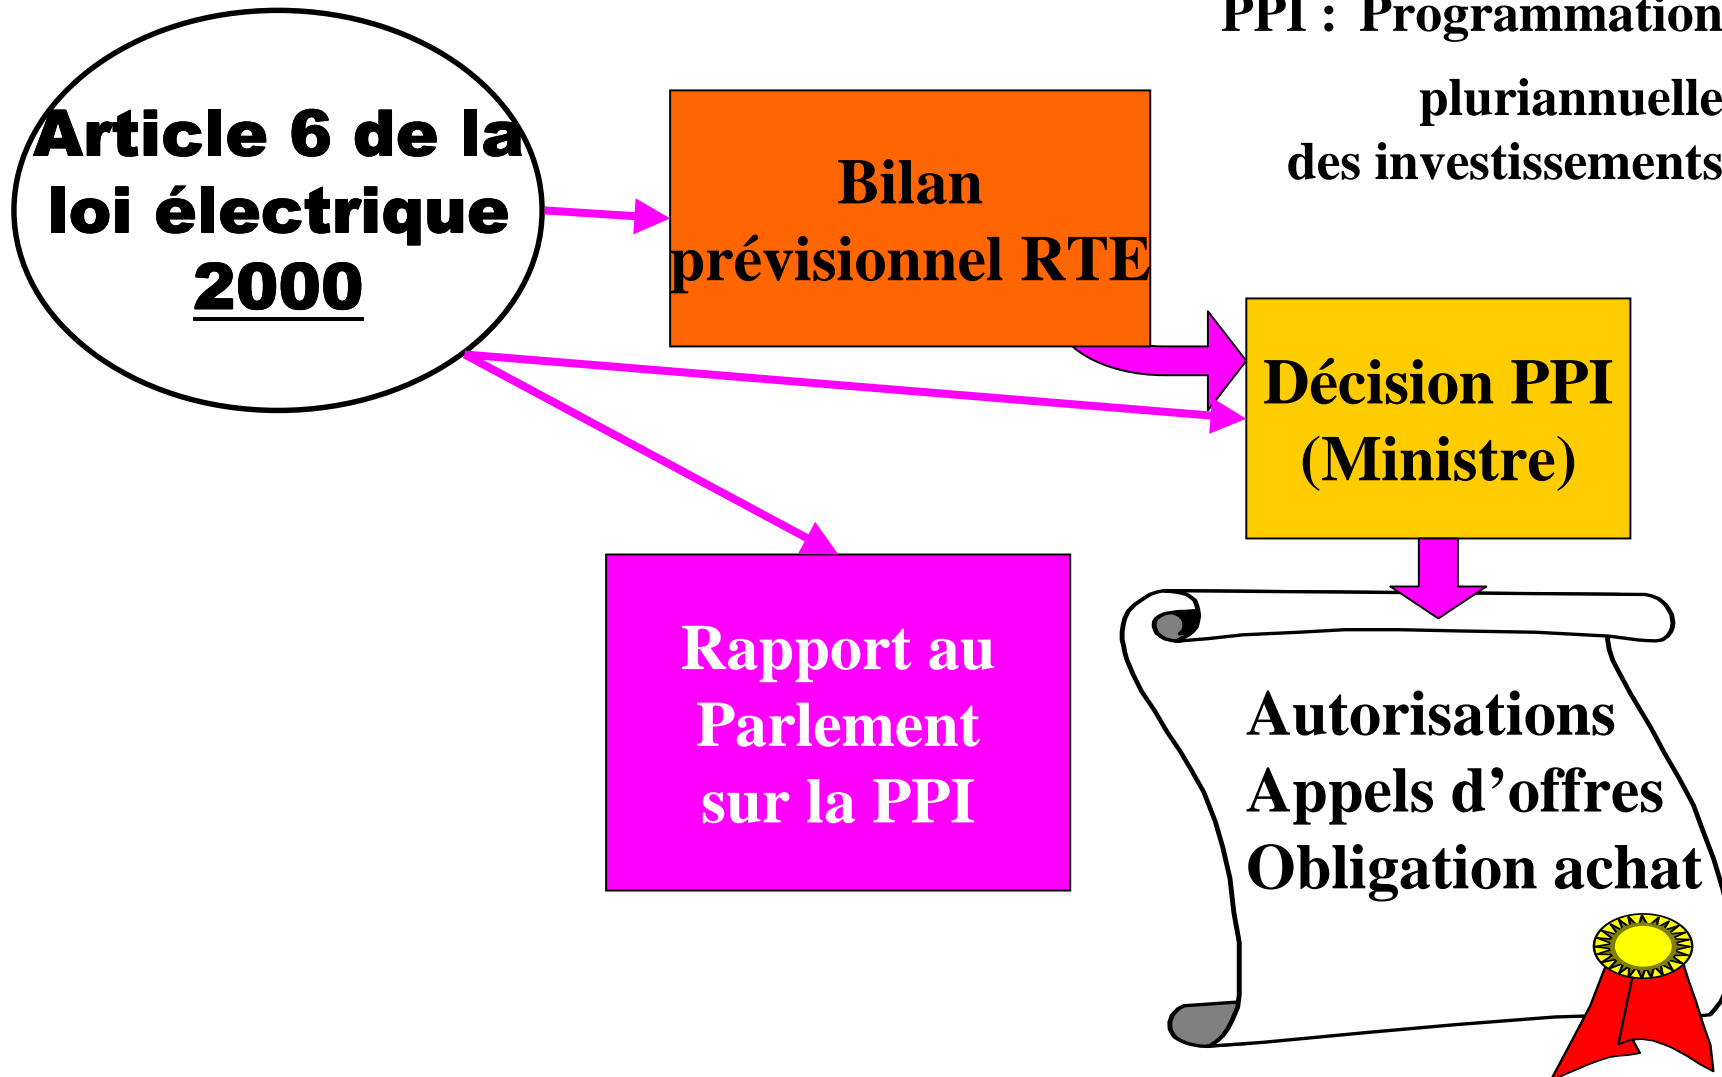 PPI : Programmation
pluriannuelle
des investissements
Article 6 de la
loi électrique
2000
Bilan
prévisionnel RTE
Décision PPI
(Ministre)
Rapport au
Parlement
sur la PPI
Autorisations
Appels d’offres
Obligation achat